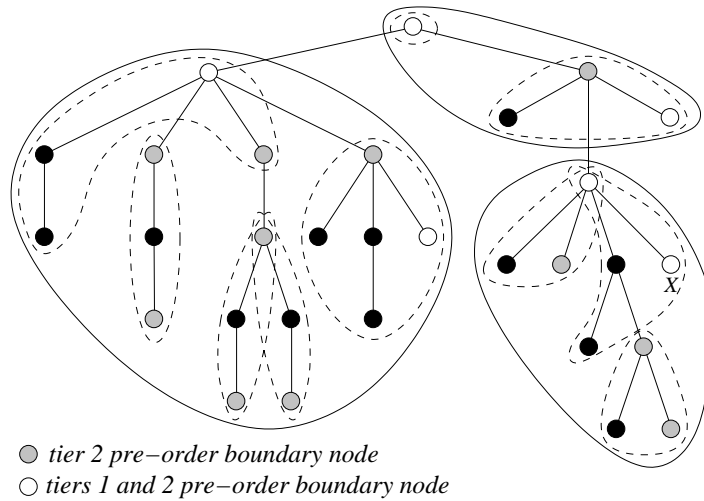 X
tier 2 pre−order boundary node
tiers 1 and 2 pre−order boundary node